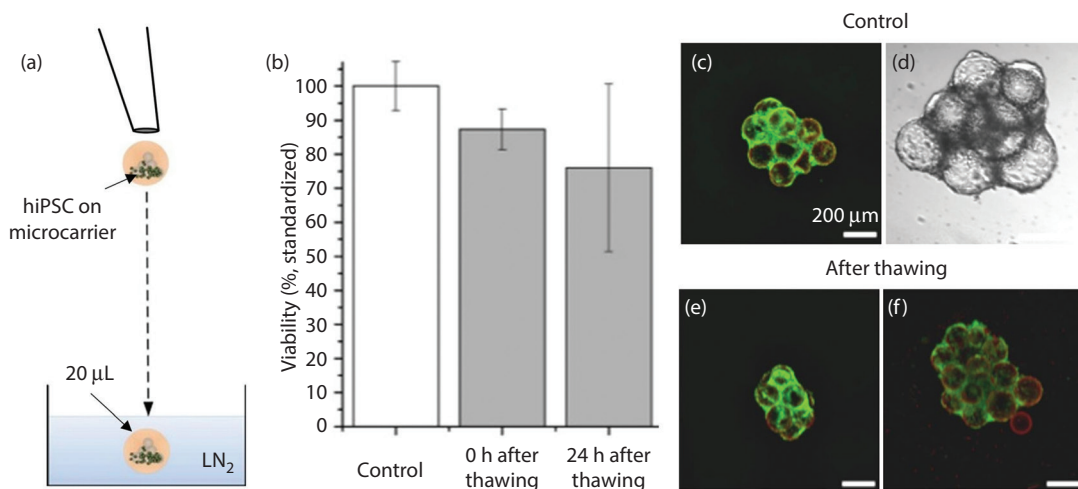 (a)
hiPSC on
microcarrier
20 μL
LN2
(b)
Viability (%, standardized)
100
90
80
70
60
50
40
30
20
10
0
Control
0 h after
thawing
24 h after
thawing
Control
(c)
200 μm
(d)
After thawing
(e)
(f)